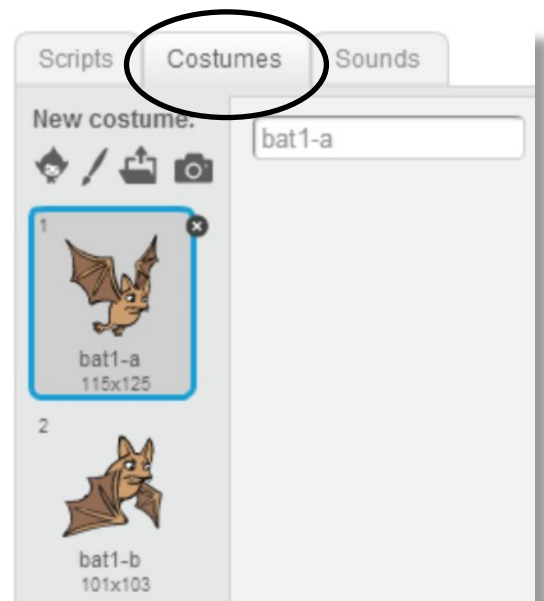 Scripts Costumes Sounds
New costume:
bat1-a
1
bat1-a
115x125
2
bat1-b
101x103